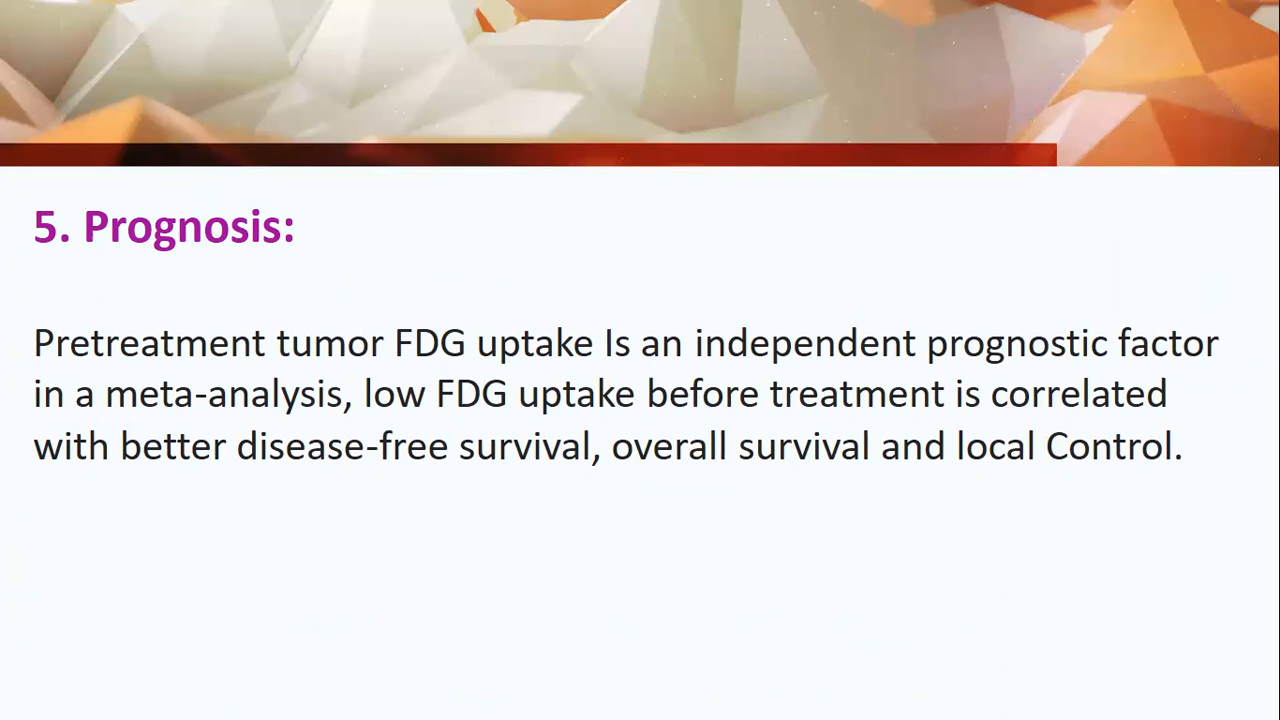 5. Prognosis:
Pretreatment tumor FDG uptake Is an independent prognostic factor
in a meta-analysis, low FDG uptake before treatment is correlated
with better disease-free survival, overall survival and local Control.